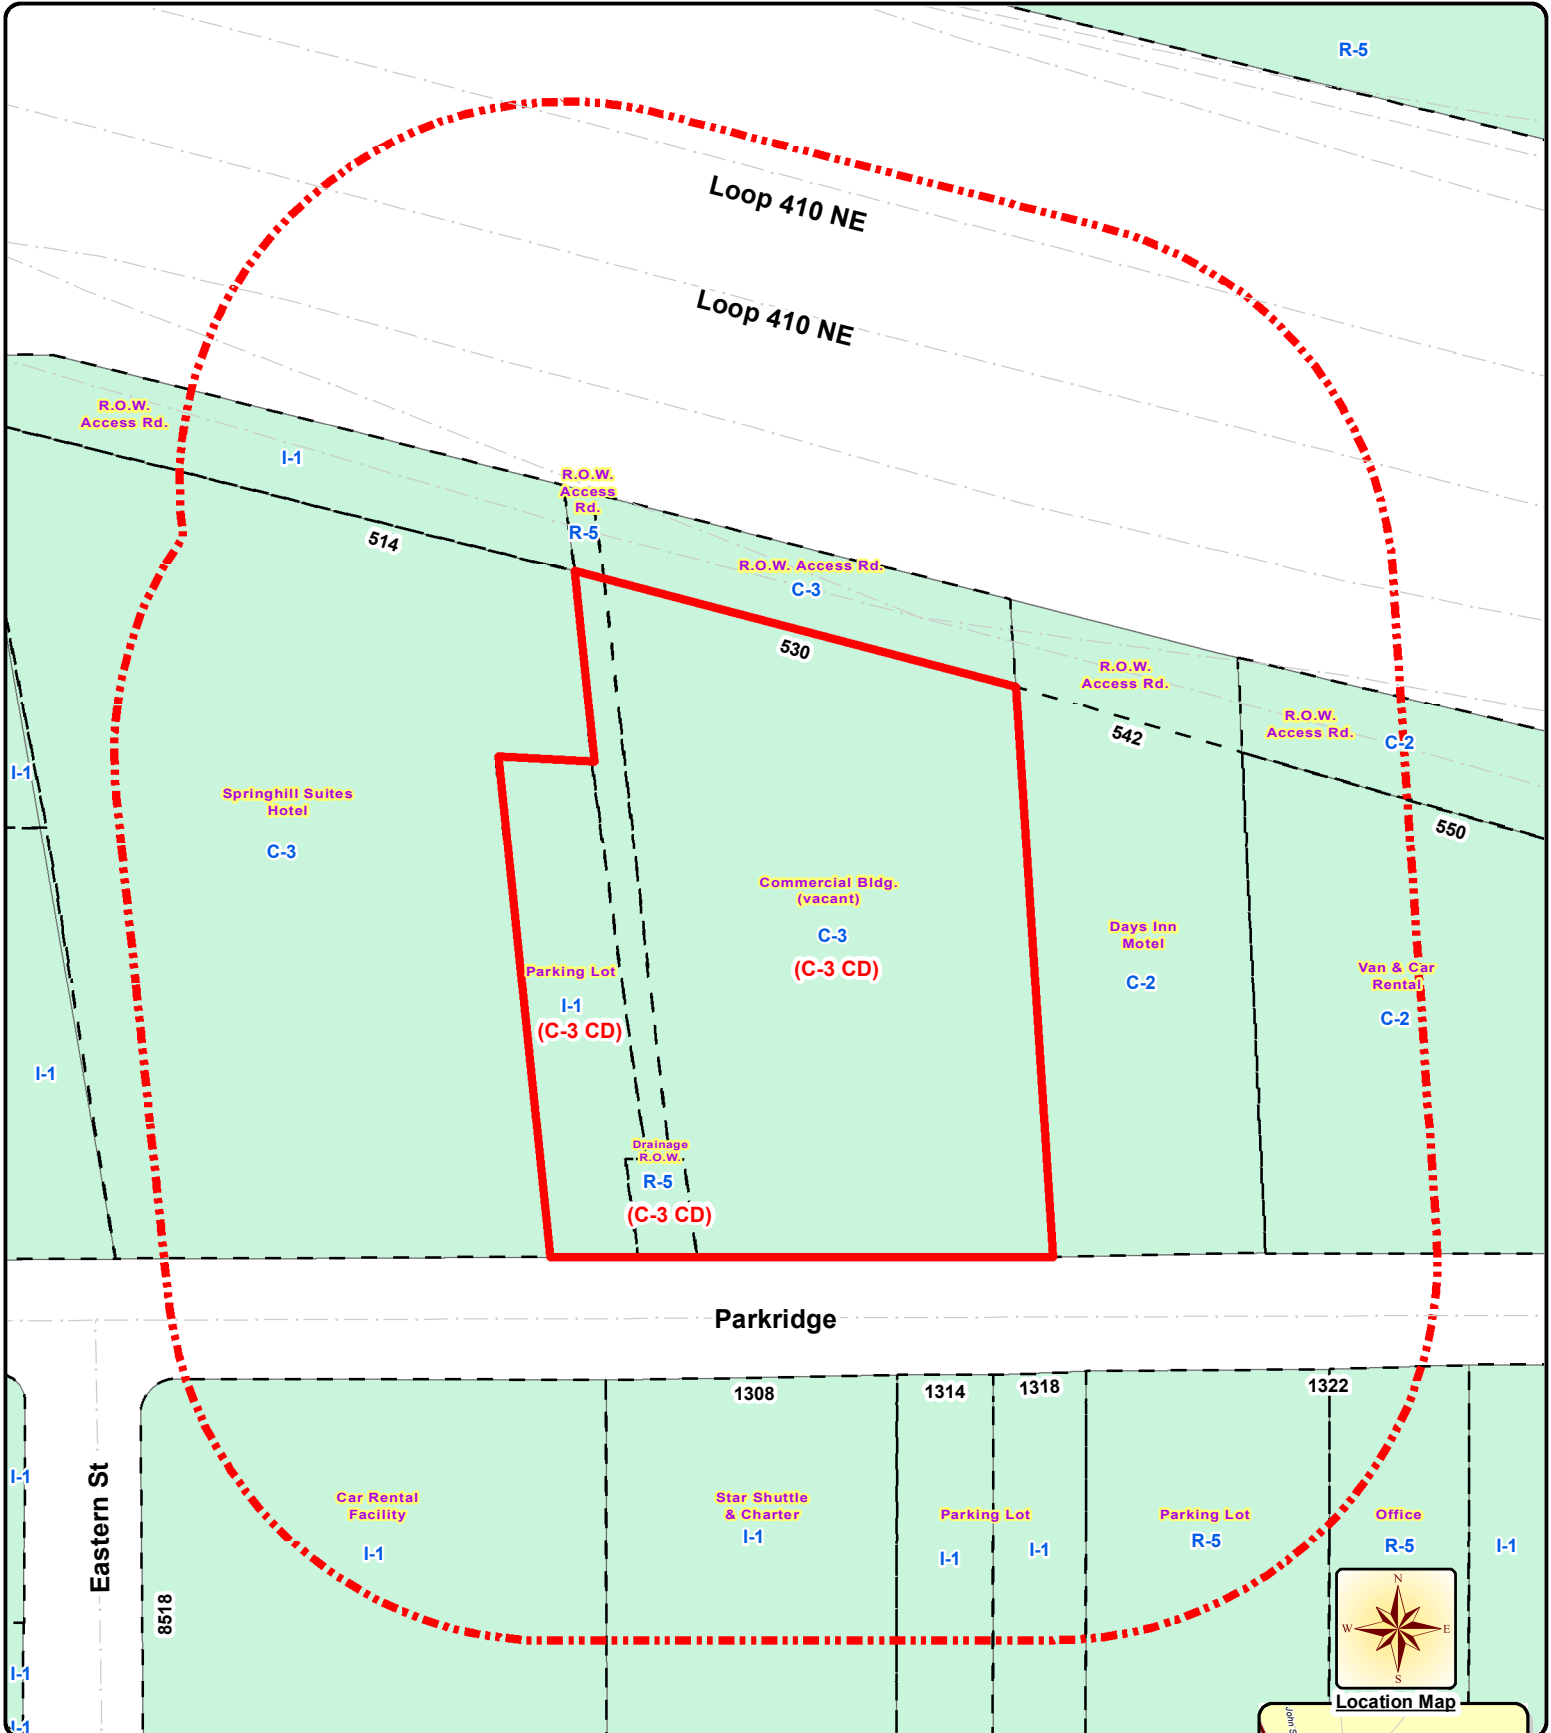 R-5
Loop 410 NE
Loop 410 NE
R.O.W.
Access Rd.
I-1
R.O.W.
Access
Rd.
R-5
514
R.O.W. Access Rd.
C-3
530
R.O.W.
Access Rd.
542
R.O.W.
Access Rd.
C-2
550
I-1
Springhill Suites
Hotel
C-3
Commercial Bldg.
(vacant)
C-3
(C-3 CD)
Days Inn
Motel
C-2
Van & Car
Rental
C-2
Parking Lot
I-1
(C-3 CD)
I-1
Drainage
R.O.W.
R-5
(C-3 CD)
Parkridge
1308
1314
1318
1322
I-1
Eastern St
8518
Car Rental
Facility
I-1
Star Shuttle
& Charter
I-1
Parking Lot
I-1
I-1
Parking Lot
R-5
Office
R-5
I-1
N
W
E
S
I-1
I-1
Location Map